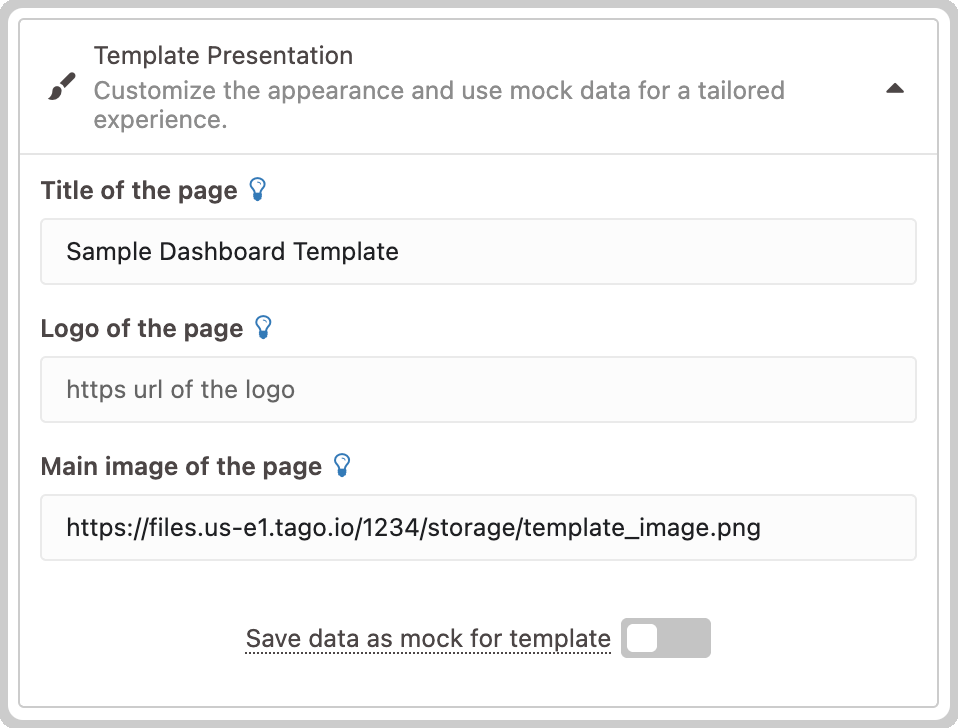 Template Presentation
Customize the appearance and use mock data for a tailored
experience.
Title of the page
Sample Dashboard Template
Logo of the page
https url of the logo
Main image of the page
https://files.us-e1.tago.io/1234/storage/template_image.png
Save data as mock for template